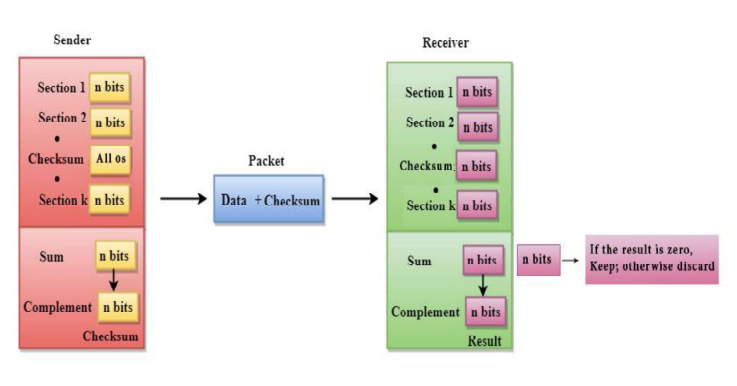 Sender
Section 1 n bits
Section 2 n bits
Checksum All 0s
Section k n bits
Sum n bits
Complement n bits
Checksum
Packet
Data + Checksum
Receiver
Section 1 n bits
Section 2 n bits
Checksum: n bits
Section k n bits
Sum n bits
Complement n bits
Result
n bits
If the result is zero,
Keep; otherwise discard